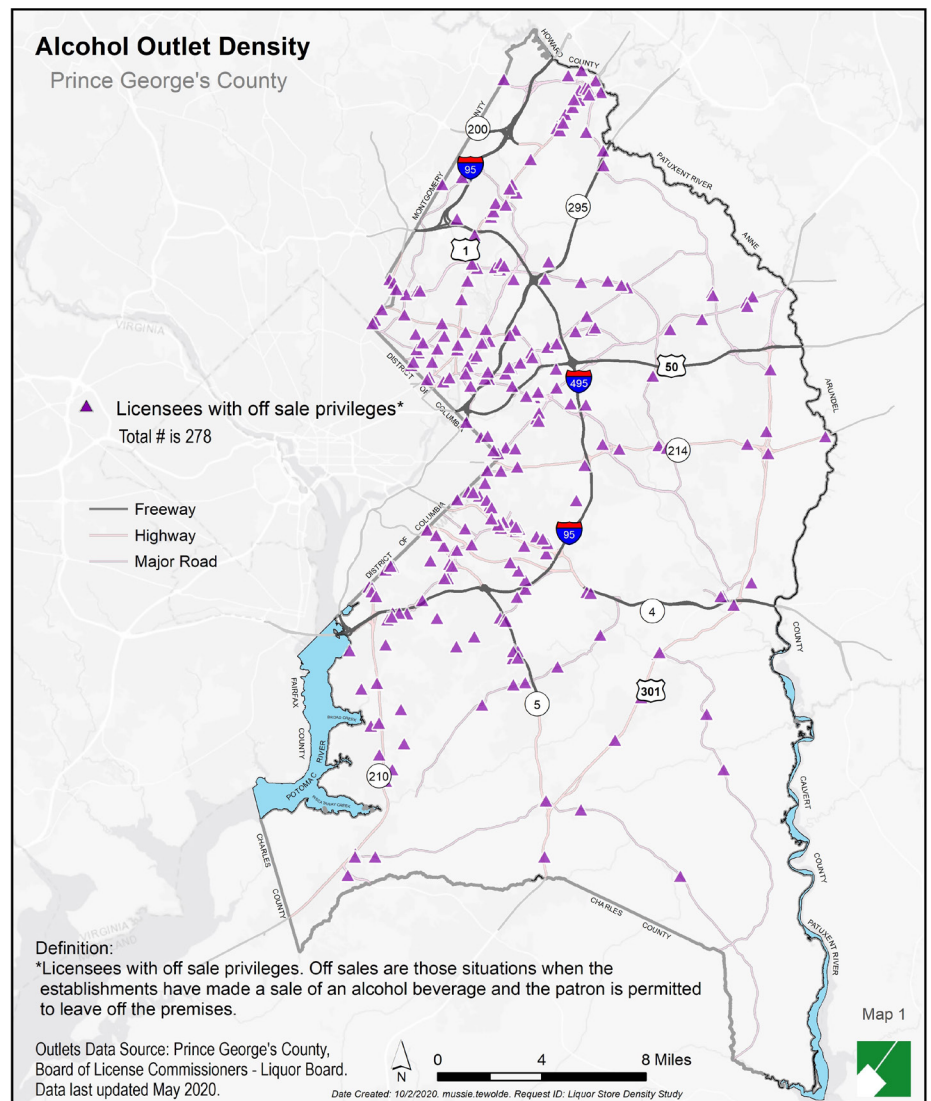 Alcohol Outlet Density
Prince George's County
HOWARD
COUNTY
200
95
MONTGOMERY
NTY
295
PATUXENT RIVER
ANNE
1
VIRGINIA
DISTRICT
OF
COLUMBIA
50
495
ARUNDEL
Licensees with off sale privileges*
Total # is 278
214
Freeway
Highway
Major Road
DISTRICT OF COLUMBIA
95
4
COUNTY
FAIRFAX
COUNTY
BROAD CREEK
POTOMAC RIVER
301
5
210
CALVERT
COUNTY
CHARLES
COUNTY
CHARLES
COUNTY
PATUXENT RIVER
VIRGINIA
Definition:
*Licensees with off sale privileges. Off sales are those situations when the
establishments have made a sale of an alcohol beverage and the patron is permitted
to leave off the premises.
Map 1
Outlets Data Source: Prince George's County,
Board of License Commissioners - Liquor Board.
Data last updated May 2020.
N
0 4 8 Miles
Date Created: 10/2/2020. mussie.tewolde. Request ID: Liquor Store Density Study